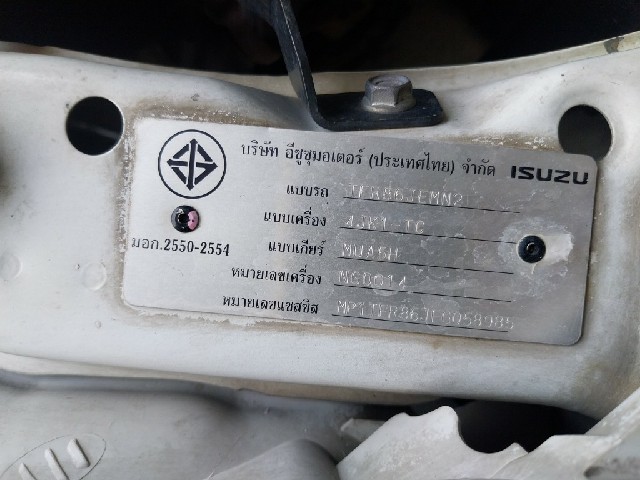 บริษัท อีซูซุมอเตอร์ (ประเทศไทย) จำกัด ISUZU
แบบรถ TFR86JEMN2
แบบเครื่อง 4JK1-TC
มอก.2550-2554 แบบเกียร์ MUA5H
หมายเลขเครื่อง
หมายเลขแชสซีส